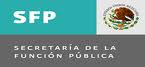 SFP
SECRETARÍA DE LA
FUNCIÓN PÚBLICA